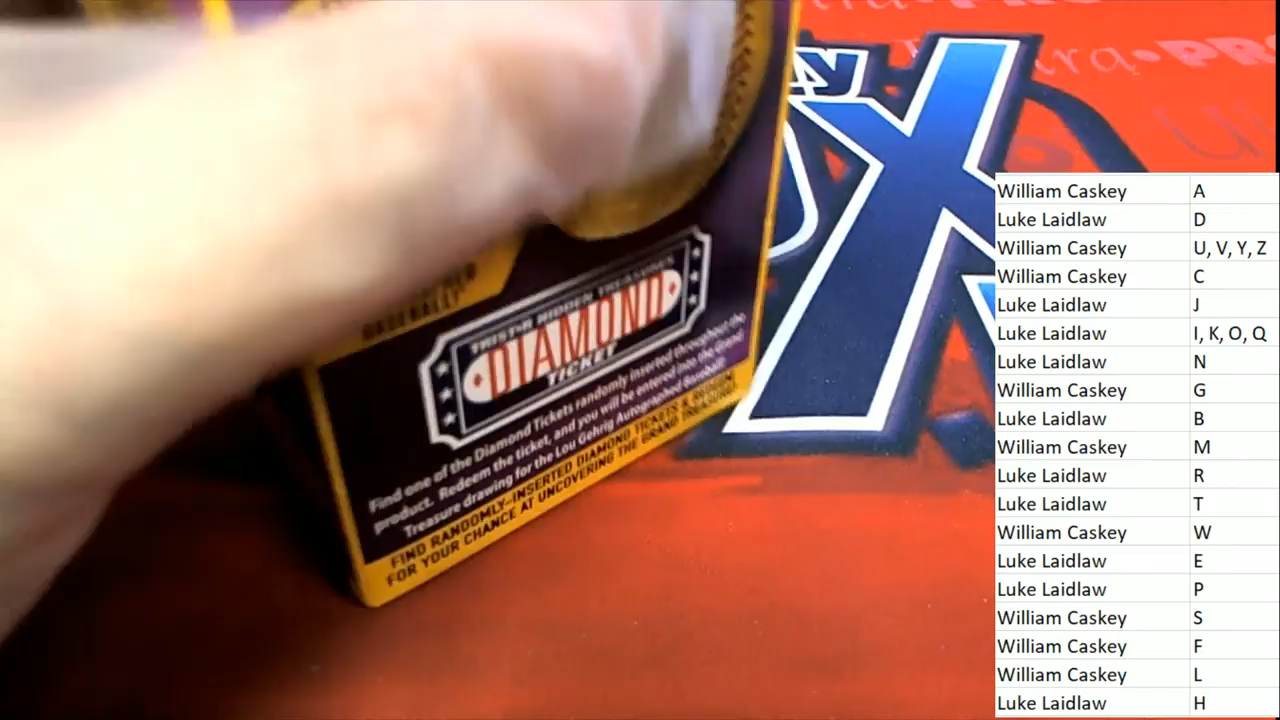 TRISTAR HIDDEN TREASURES
DIAMOND
TICKET
Find one of the Diamond Tickets randomly inserted throughout the
product. Redeem the ticket, and you will be entered into the Grand
Treasure drawing for the Lou Gehrig Autographed Baseball!
FIND RANDOMLY-INSERTED DIAMOND TICKETS & REDEEM
FOR YOUR CHANCE AT UNCOVERING THE GRAND TREASURE!
William Caskey A
Luke Laidlaw D
William Caskey U, V, Y, Z
William Caskey C
Luke Laidlaw J
Luke Laidlaw I, K, O, Q
Luke Laidlaw N
William Caskey G
Luke Laidlaw B
William Caskey M
Luke Laidlaw R
Luke Laidlaw T
William Caskey W
Luke Laidlaw E
Luke Laidlaw P
William Caskey S
William Caskey F
William Caskey L
Luke Laidlaw H